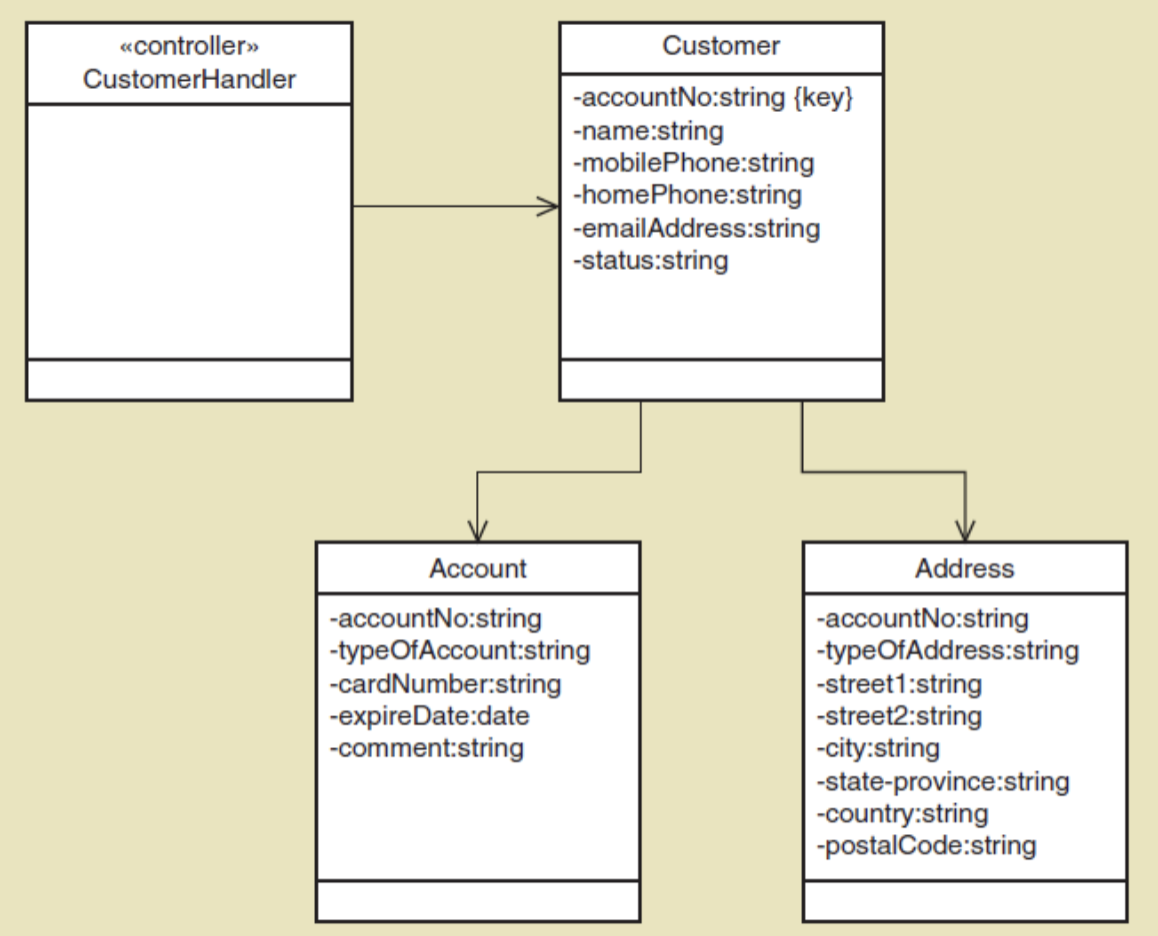 «controller»
CustomerHandler
Customer
-accountNo:string {key}
-name:string
-mobilePhone:string
-homePhone:string
-emailAddress:string
-status:string
Account
-accountNo:string
-typeOfAccount:string
-cardNumber:string
-expireDate:date
-comment:string
Address
-accountNo:string
-typeOfAddress:string
-street1:string
-street2:string
-city:string
-state-province:string
-country:string
-postalCode:string